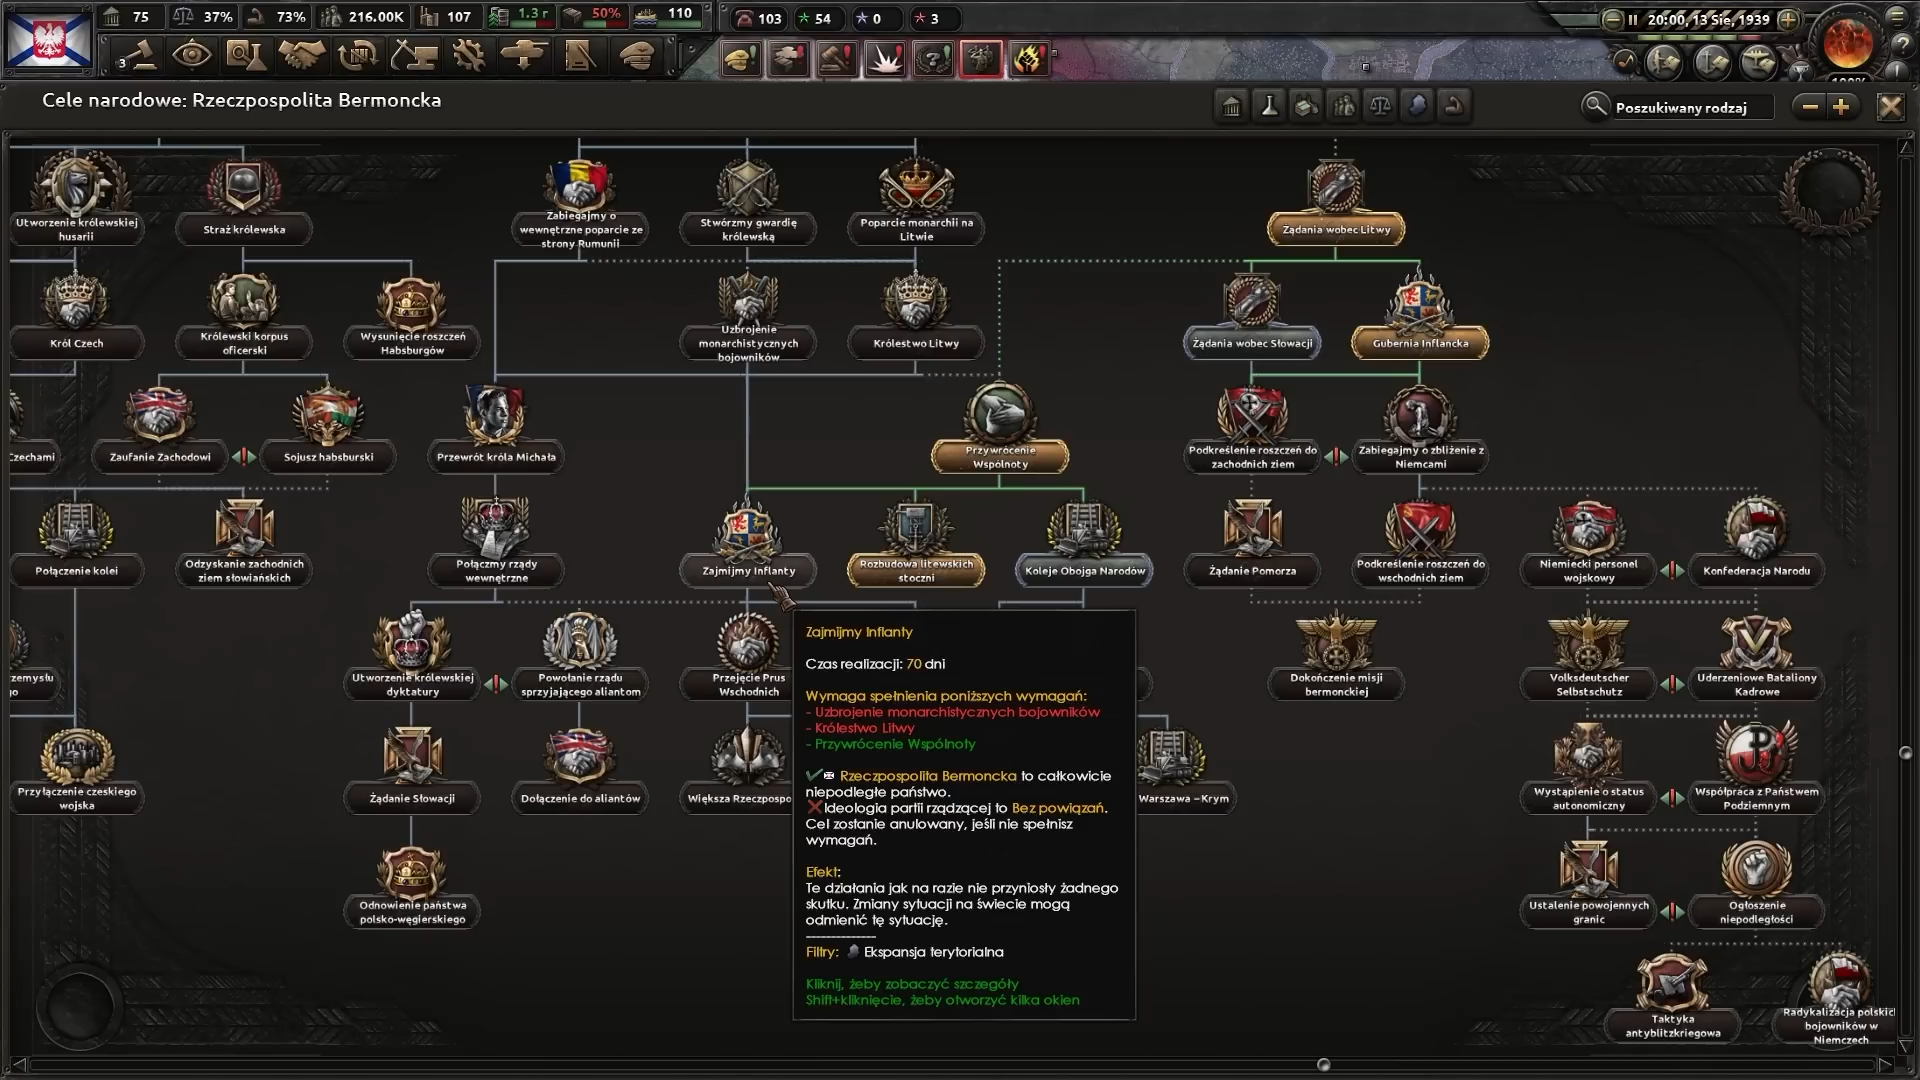 75
37%
73%
216.00K
107
1.3 г
50%
110
103
54
0
3
20:00, 13 Sie, 1939
3
Cele narodowe: Rzeczpospolita Bermoncka
Poszukiwany rodzaj
Utworzenie królewskiej
husarii
Straż królewska
Zabiegajmy o
wewnętrzne poparcie ze
strony Rumunii
Stwórzmy gwardię
królewską
Poparcie monarchii na
Litwie
Żądania wobec Litwy
Król Czech
Królewski korpus
oficerski
Wysunięcie roszczeń
Habsburgów
Uzbrojenie
monarchistycznych
bojowników
Królestwo Litwy
Żądania wobec Słowacji
Gubernia Inflancka
Czechami
Zaufanie Zachodowi
Sojusz habsburski
Przewrót króla Michała
Przywrócenie
Wspólnoty
Podkreślenie roszczeń do
zachodnich ziem
Zabiegajmy o zbliżenie z
Niemcami
Połączenie kolei
Odzyskanie zachodnich
ziem słowiańskich
Połączmy rządy
wewnętrzne
Zajmijmy Inflanty
Rozbudowa litewskich
stoczni
Koleje Obojga Narodów
Żądanie Pomorza
Podkreślenie roszczeń do
wschodnich ziem
Niemiecki personel
wojskowy
Konfederacja Narodu
Utworzenie królewskiej
dyktatury
Powołanie rządu
sprzyjającego aliantom
Przejęcie Prus
Wschodnich
Dokończenie misji
bermonckiej
Volksdeutscher
Selbstschutz
Uderzeniowe Bataliony
Kadrowe
Przyłączenie czeskiego
wojska
Żądanie Słowacji
Dołączenie do aliantów
Większa Rzeczpospo
Warszawa – Krym
Wystąpienie o status
autonomiczny
Współpraca z Państwem
Podziemnym
Odnowienie państwa
polsko-węgierskiego
Ustalenie powojennych
granic
Ogłoszenie
niepodległości
Taktyka
antyblitzkriegowa
Radykalizacja polskich
bojowników w
Niemczech
Zajmijmy Inflanty
Czas realizacji: 70 dni
Wymaga spełnienia poniższych wymagań:
- Uzbrojenie monarchistycznych bojowników
- Królestwo Litwy
- Przywrócenie Wspólnoty
Rzeczpospolita Bermoncka to całkowicie
niepodległe państwo.
Ideologia partii rządzącej to Bez powiązań.
Cel zostanie anulowany, jeśli nie spełnisz
wymagań.
Efekt:
Te działania jak na razie nie przyniosły żadnego
skutku. Zmiany sytuacji na świecie mogą
odmienić tę sytuację.
--------------
Filtry: Ekspansja terytorialna
Kliknij, żeby zobaczyć szczegóły
Shift+kliknięcie, żeby otworzyć kilka okien